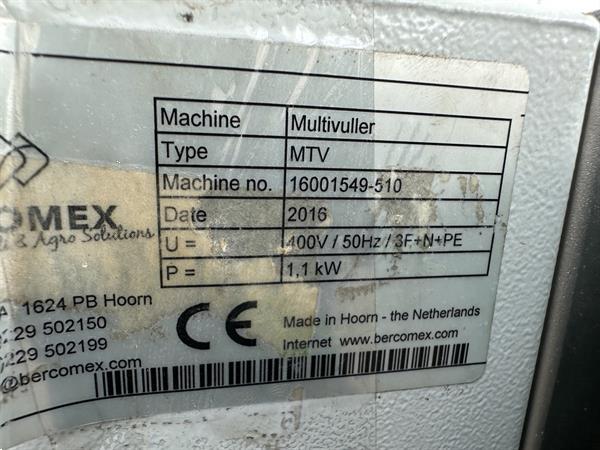 Machine Multivuller
Type MTV
Machine no. 16001549-510
Date 2016
U = 400V / 50Hz / 3F+N+PE
P = 1,1 kW
OMEX
& Agro Solutions
1624 PB Hoorn
229 502150
229 502199
@bercomex.com
CE
Made in Hoorn - the Netherlands
Internet www.bercomex.com